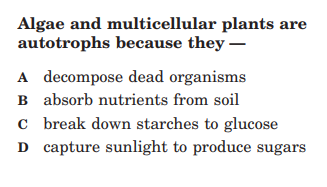 Algae and multicellular plants are
autotrophs because they —
A decompose dead organisms
B absorb nutrients from soil
C break down starches to glucose
D capture sunlight to produce sugars